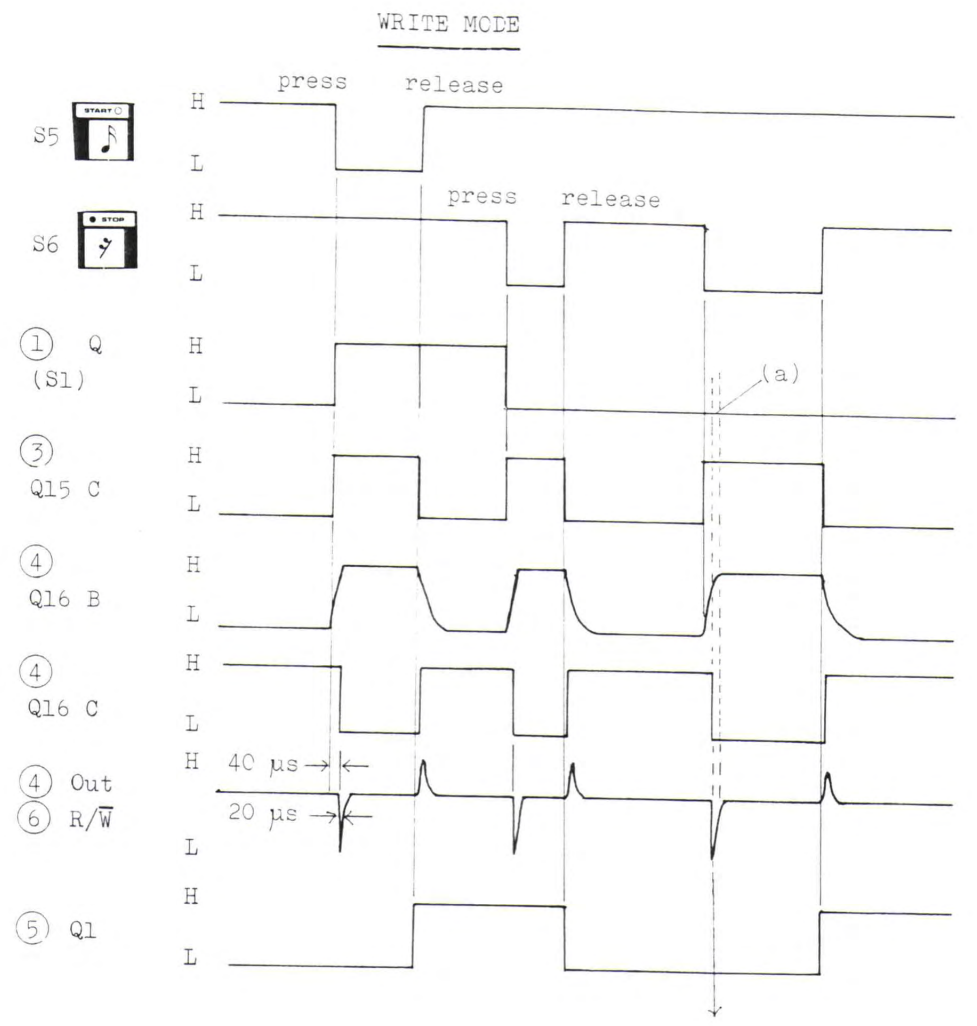 WRITE MODE
press release
START
S5 H
L
press release
STOP
S6 H
L
① Q H
(S1) L
(a)
③ H
Q15 C L
④ H
Q16 B L
④ H
Q16 C L
H 40 µs
④ Out
⑥ R/W̅ 20 µs
L
H
⑤ Q1
L